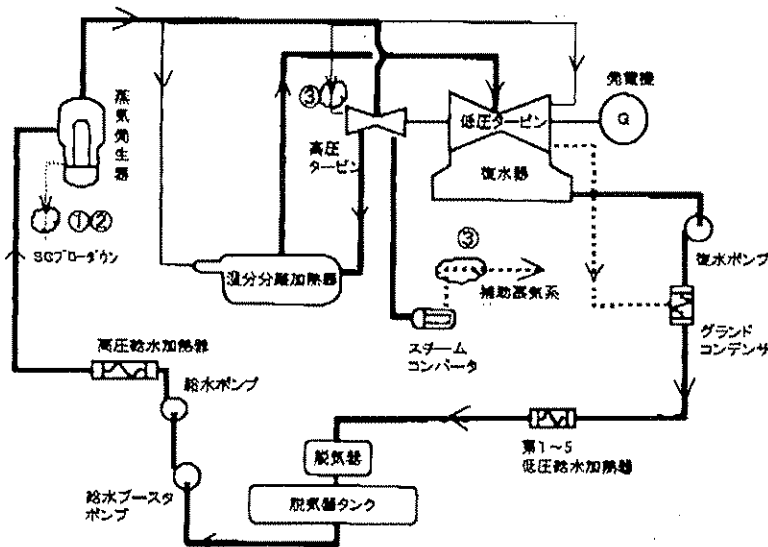 蒸気発生器
①②
SGブローダウン
③
高圧
タービン
低圧タービン
復水器
発電機
G
復水ポンプ
グランド
コンデンサ
湿分分離加熱器
③
補助蒸気系
スチーム
コンバータ
高圧給水加熱器
給水ポンプ
給水ブースタ
ポンプ
脱気器
脱気器タンク
第1～5
低圧給水加熱器